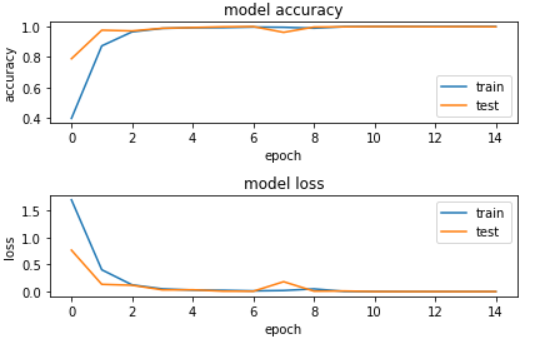 model accuracy
1.0
0.8
0.6
0.4
accuracy
train
test
0 2 4 6 8 10 12 14
epoch
model loss
1.5
1.0
0.5
0.0
loss
train
test
0 2 4 6 8 10 12 14
epoch